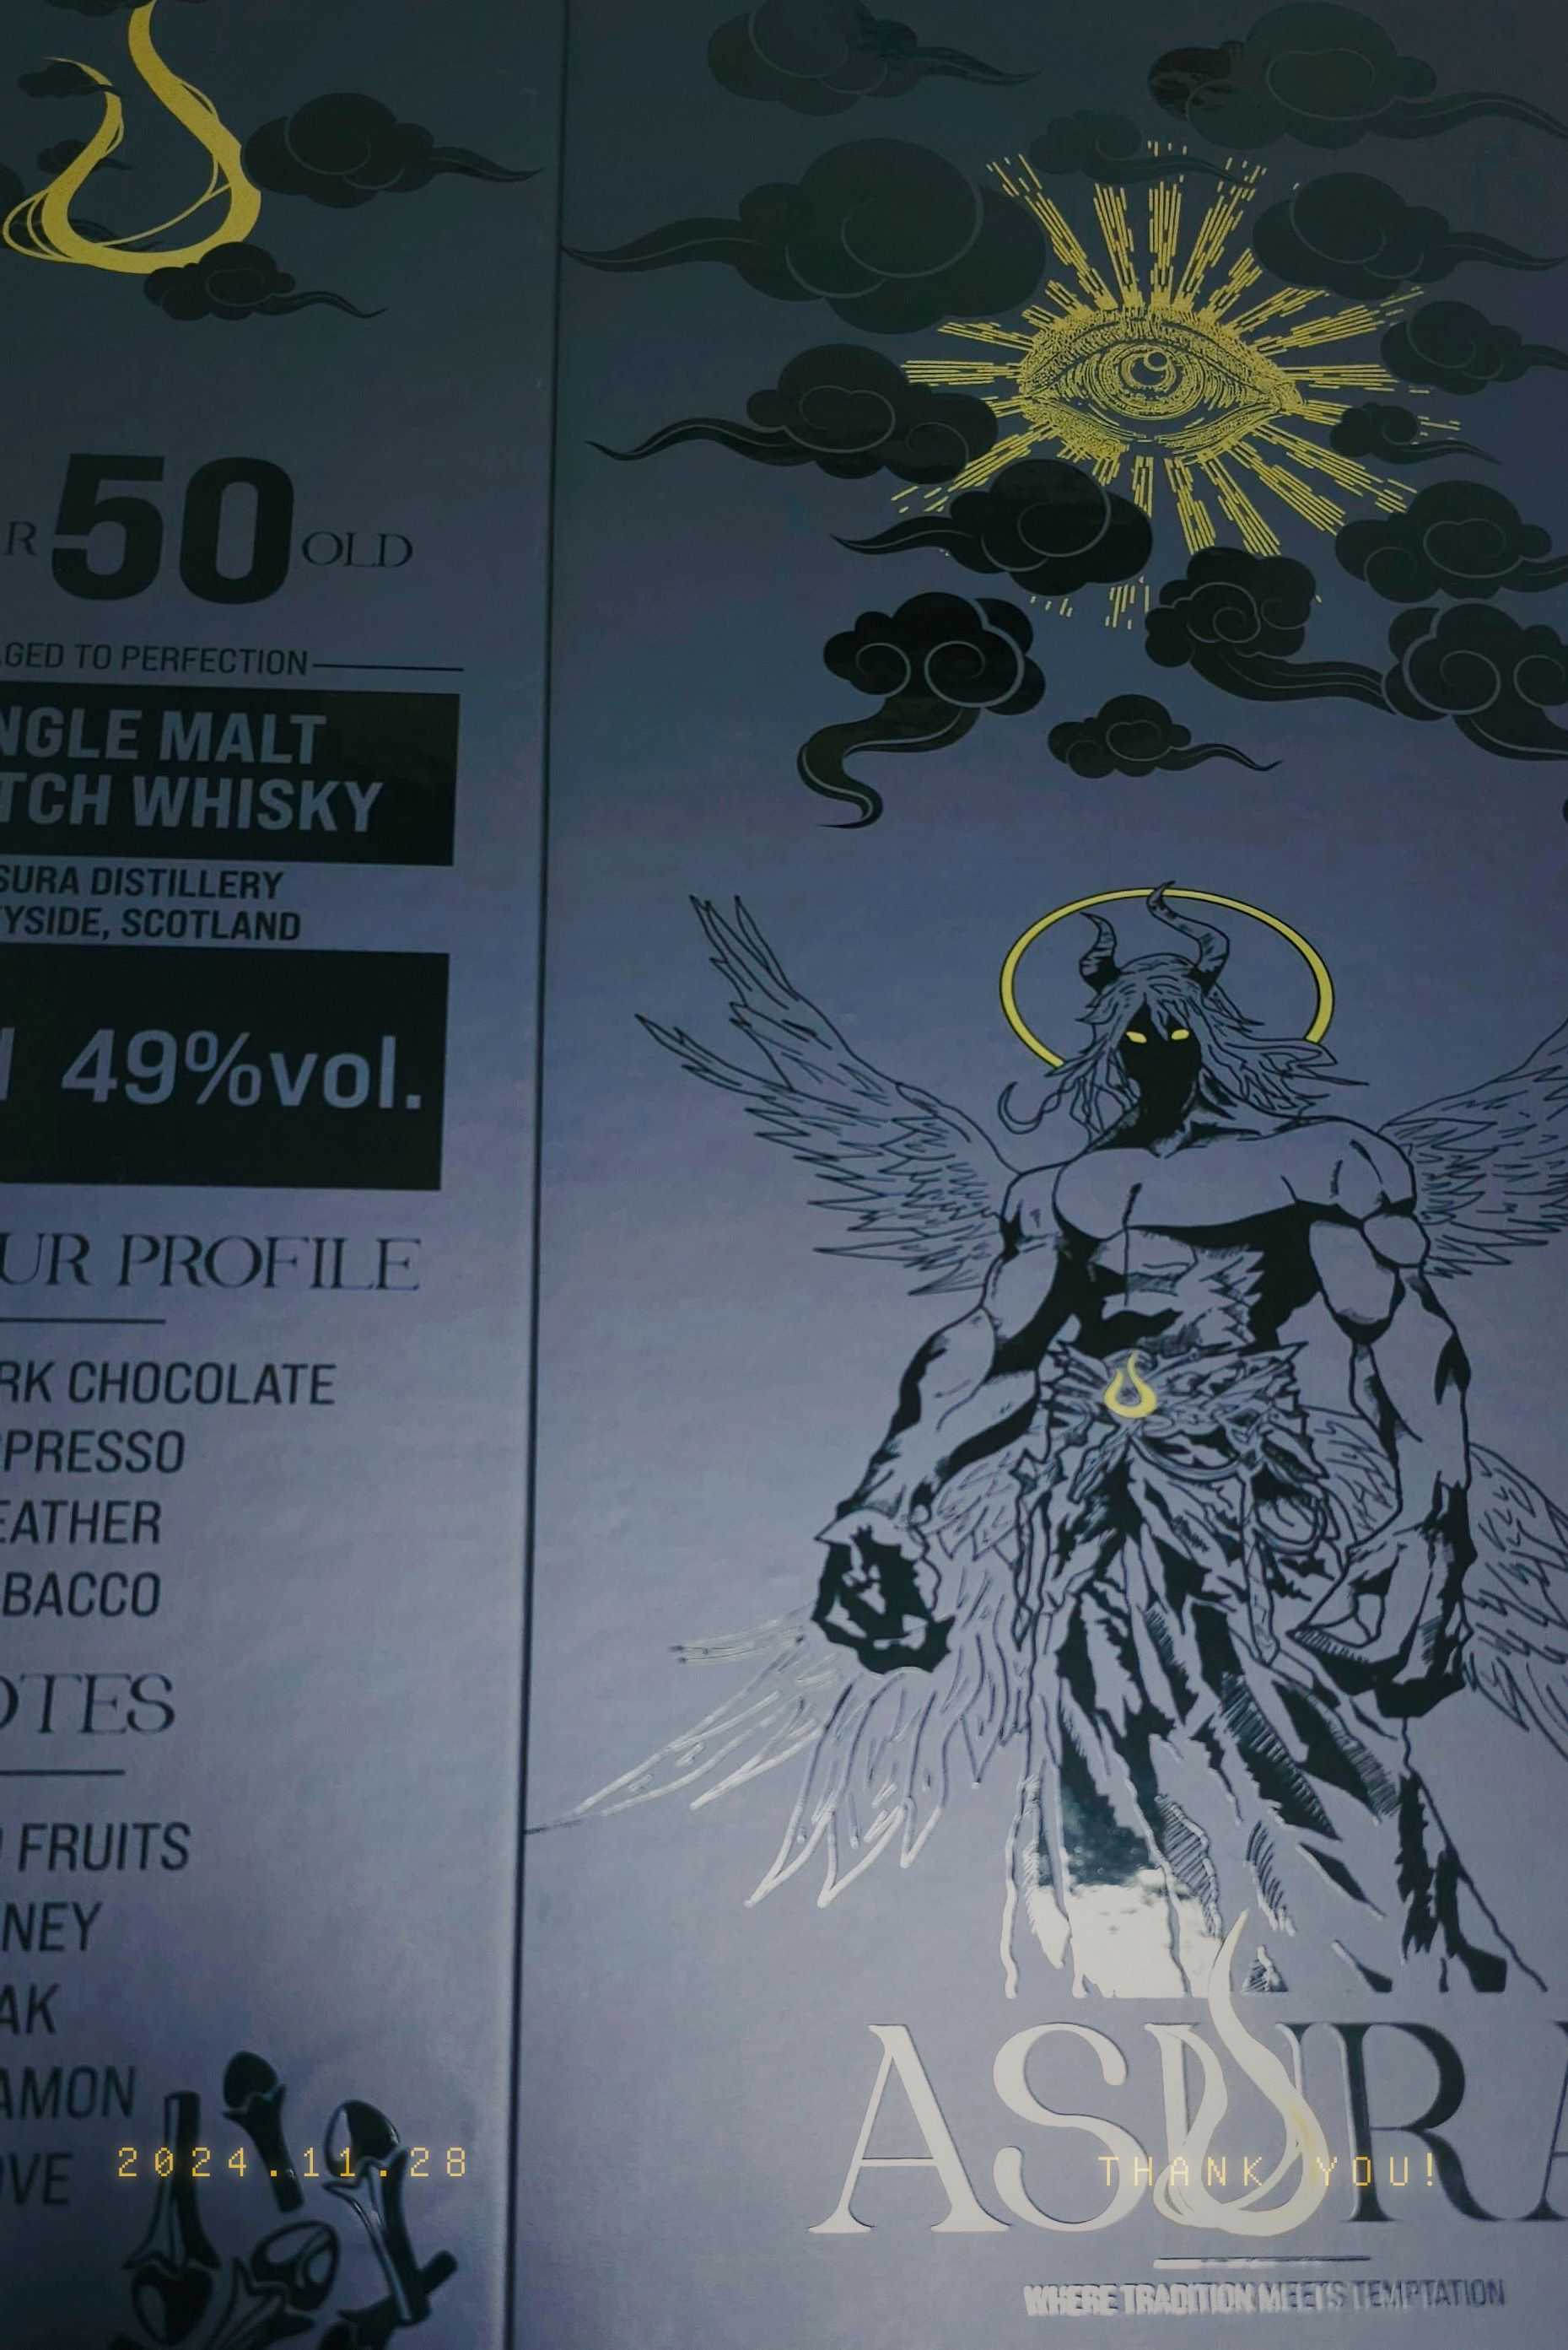 R 50 OLD
GED TO PERFECTION
NGLE MALT
TCH WHISKY
SURA DISTILLERY
YSIDE, SCOTLAND
49%vol.
UR PROFILE
RK CHOCOLATE
PRESSO
EATHER
BACCO
OTES
FRUITS
NEY
AK
AMON
OVE
2024.11.28
ASURA
THANK YOU!
WHERE TRADITION MEETS TEMPTATION